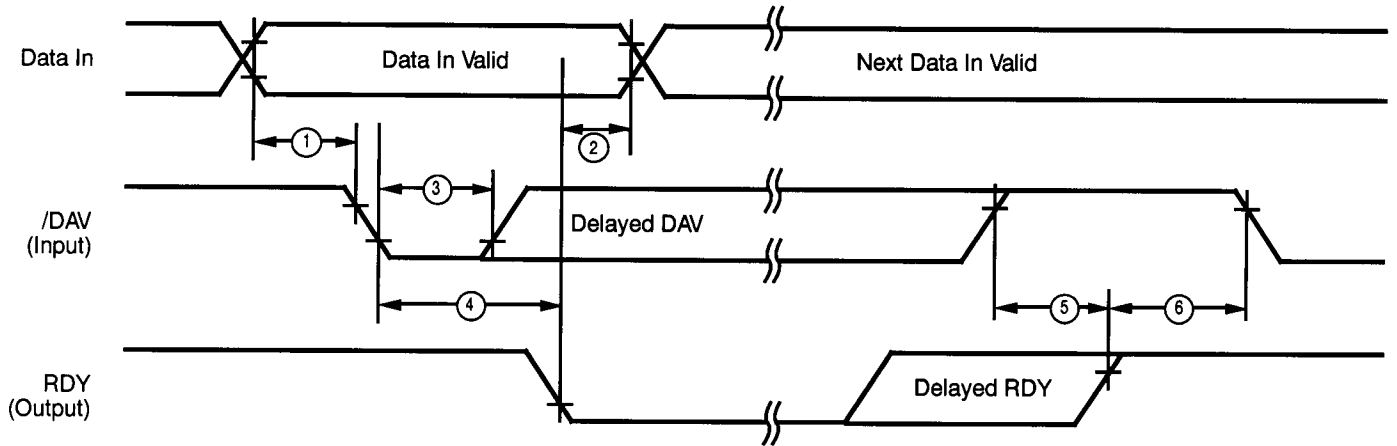 Data In
Data In Valid
Next Data In Valid
1
2
3
/DAV
(Input)
Delayed DAV
4
5
6
RDY
(Output)
Delayed RDY